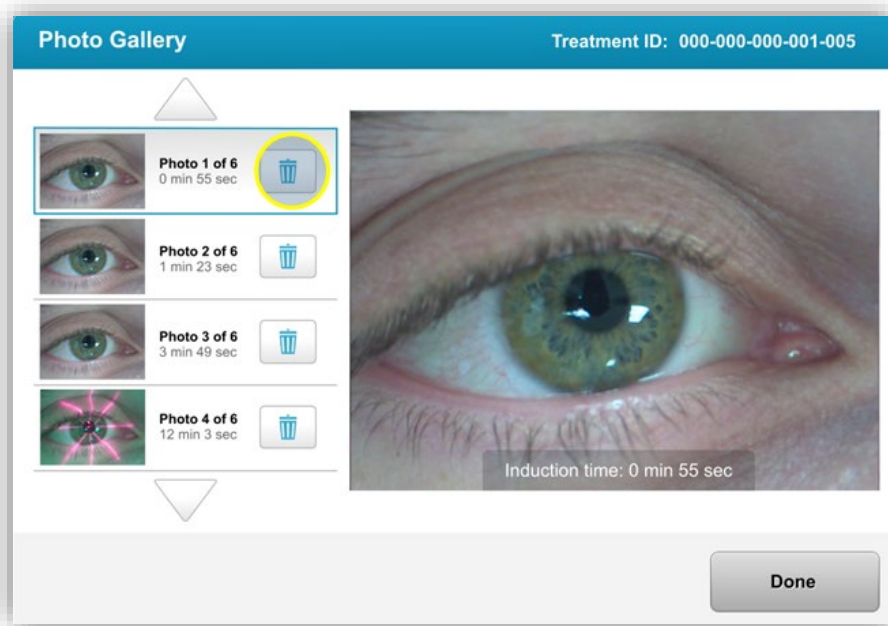 Photo Gallery
Treatment ID: 000-000-000-001-005
Photo 1 of 6
0 min 55 sec
Photo 2 of 6
1 min 23 sec
Photo 3 of 6
3 min 49 sec
Photo 4 of 6
12 min 3 sec
Induction time: 0 min 55 sec
Done